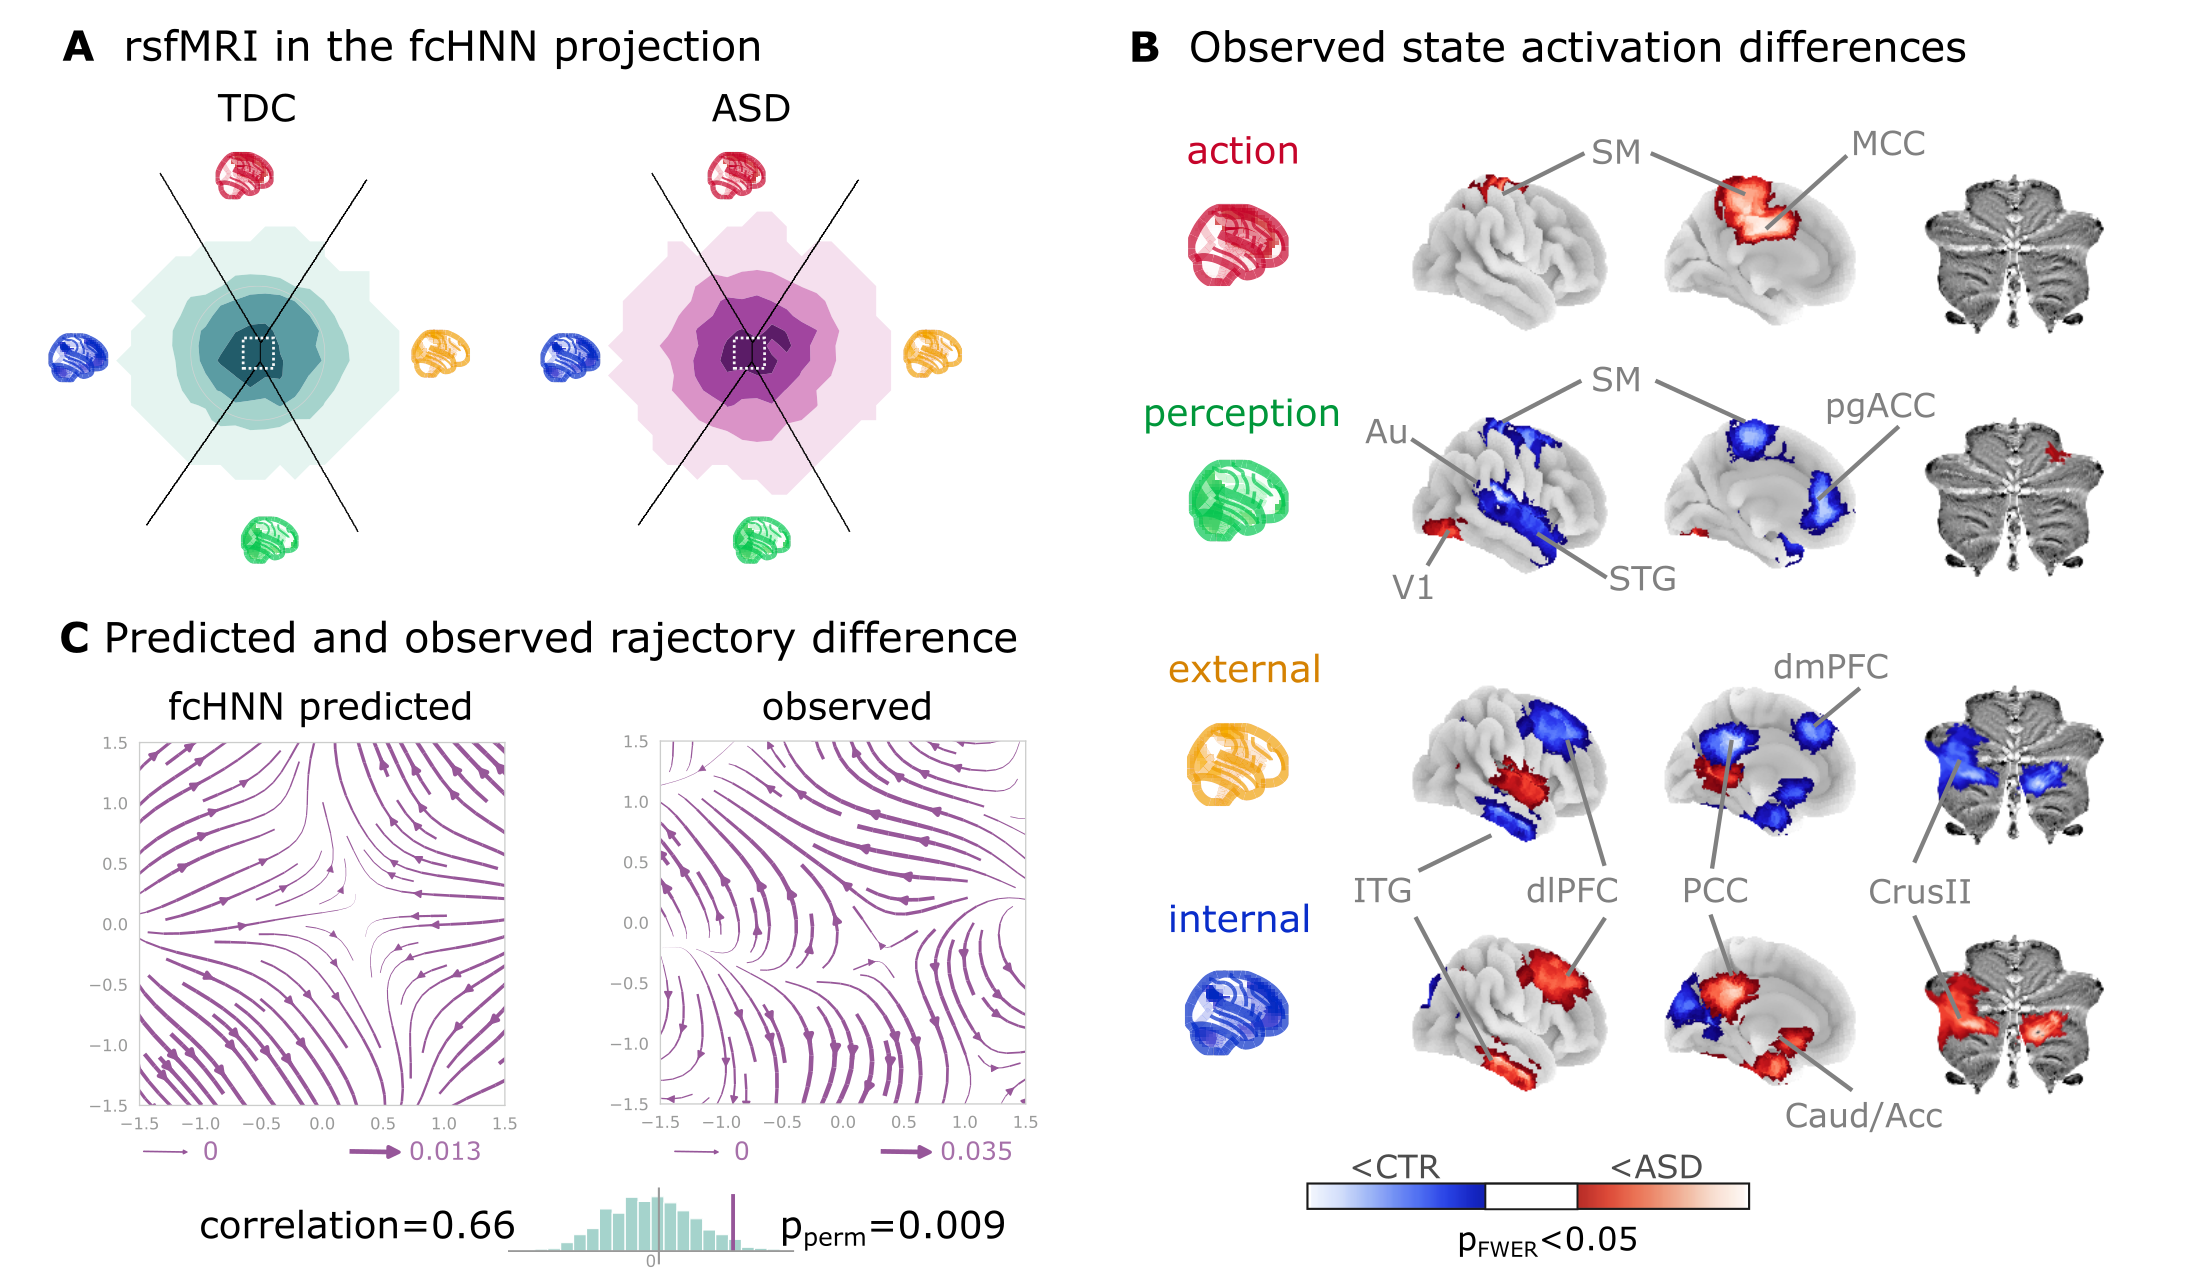 A rsfMRI in the fcHNN projection
TDC
ASD
B Observed state activation differences
action
SM
MCC
perception
SM
Au
pgACC
V1
STG
external
dmPFC
ITG
dlPFC
PCC
CrusII
internal
Caud/Acc
<CTR
<ASD
pFWER<0.05
C Predicted and observed rajectory difference
fcHNN predicted
1.5
1.0
0.5
0.0
−0.5
−1.0
−1.5
−1.5 −1.0 −0.5 0.0 0.5 1.0 1.5
0 0.013
observed
1.5
1.0
0.5
0.0
−0.5
−1.0
−1.5
−1.5 −1.0 −0.5 0.0 0.5 1.0 1.5
0 0.035
correlation=0.66
0
pperm=0.009